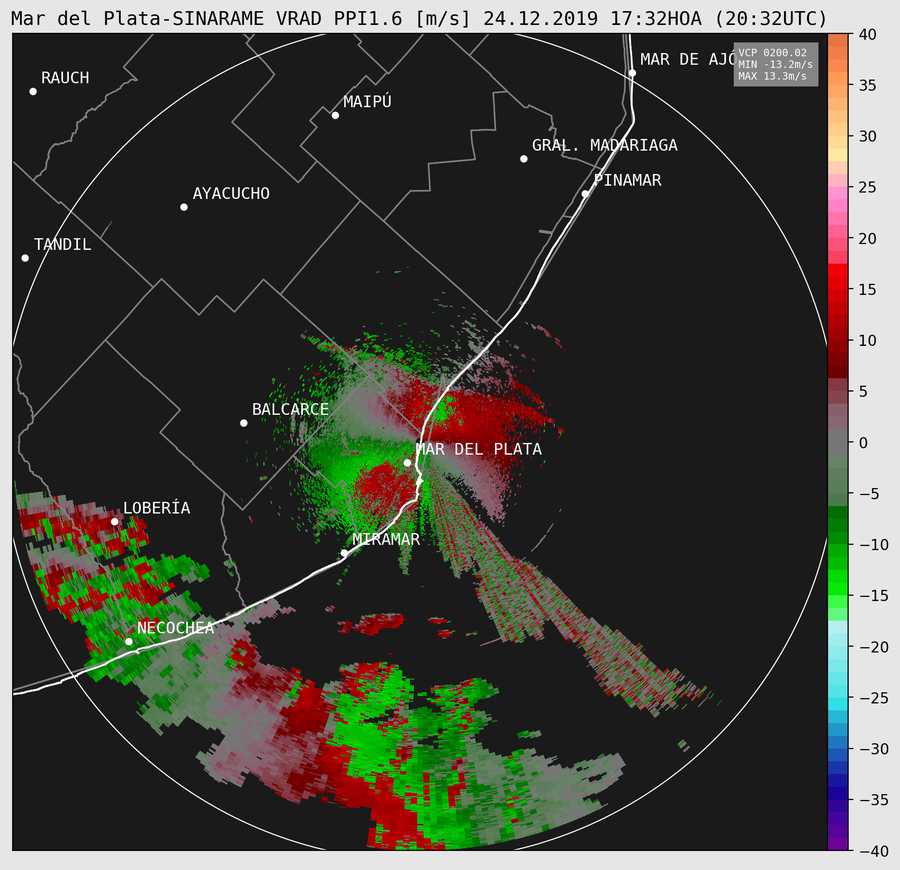 Mar del Plata-SINARAME VRAD PPI1.6 [m/s] 24.12.2019 17:32HOA (20:32UTC)
MAR DE AJÓ
VCP 0200.02
MIN -13.2m/s
MAX 13.3m/s
RAUCH
MAIPÚ
GRAL. MADARIAGA
PINAMAR
AYACUCHO
TANDIL
BALCARCE
MAR DEL PLATA
LOBERÍA
MIRAMAR
NECOCHEA
40
35
30
25
20
15
10
5
0
−5
−10
−15
−20
−25
−30
−35
−40